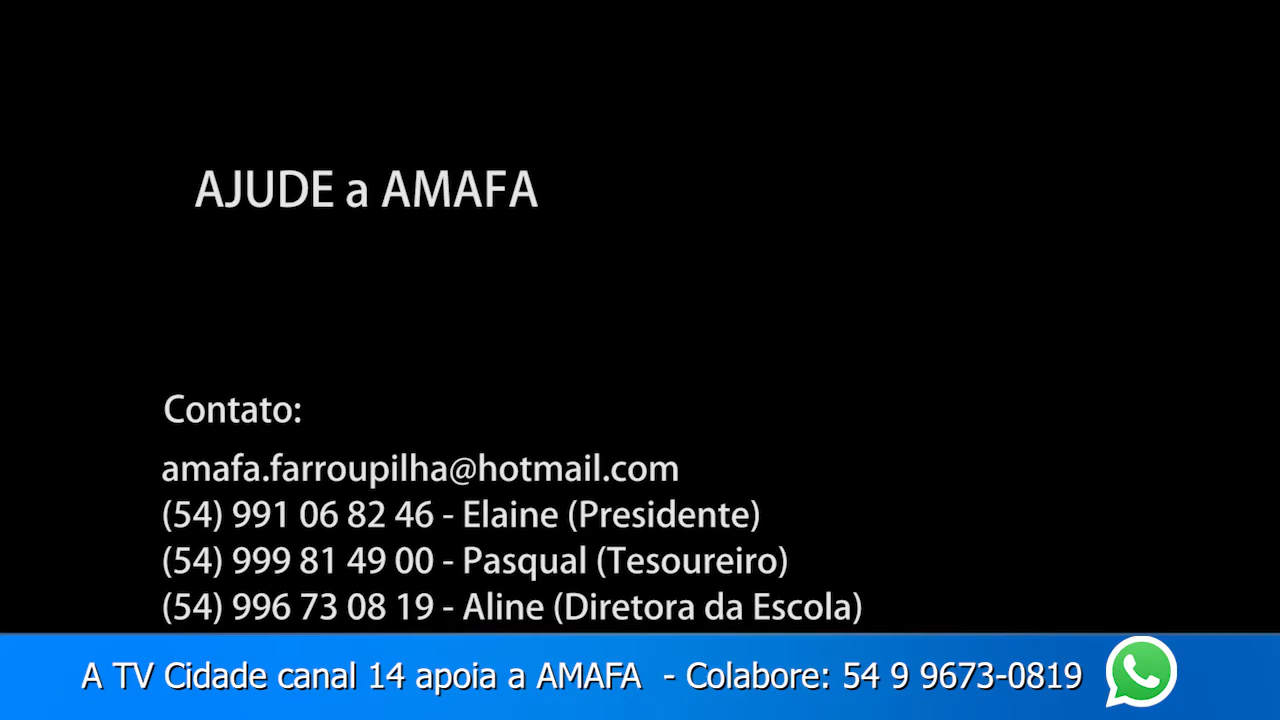 AJUDE a AMAFA
Contato:
amafa.farroupilha@hotmail.com
(54) 991 06 82 46 - Elaine (Presidente)
(54) 999 81 49 00 - Pasqual (Tesoureiro)
(54) 996 73 08 19 - Aline (Diretora da Escola)
A TV Cidade canal 14 apoia a AMAFA - Colabore: 54 9 9673-0819